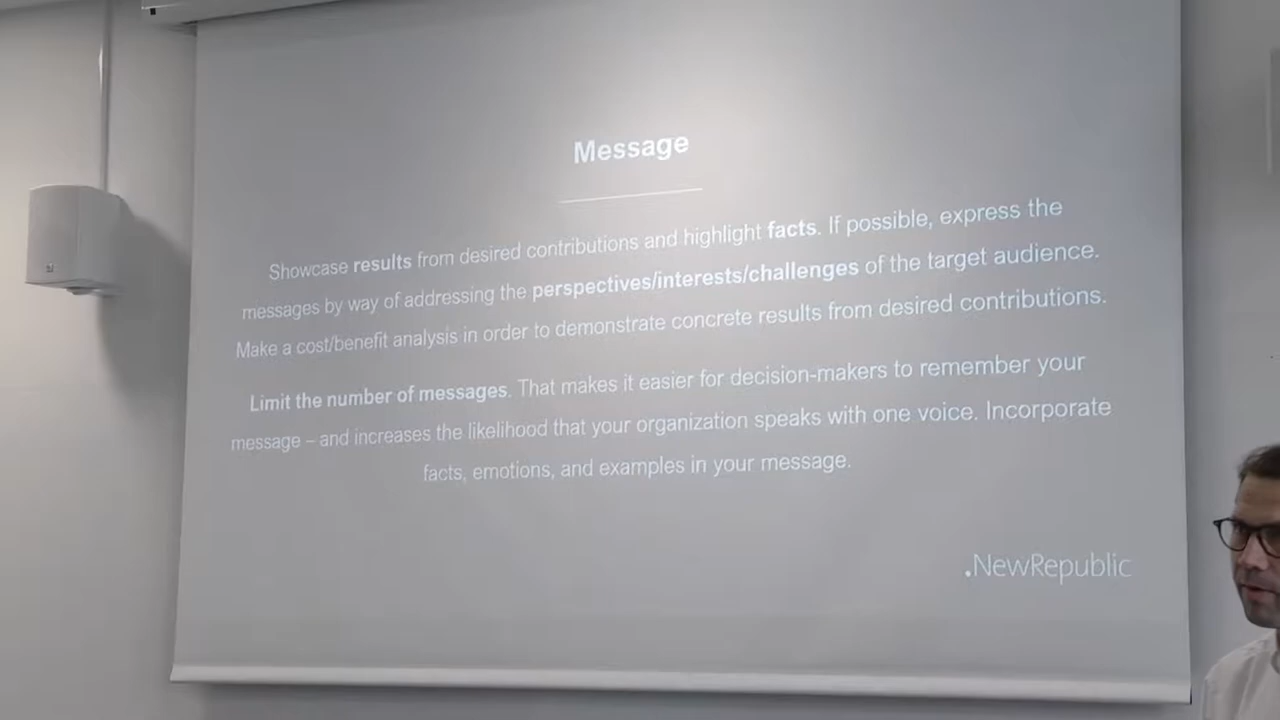 Message
Showcase results from desired contributions and highlight facts. If possible, express the
messages by way of addressing the perspectives/interests/challenges of the target audience.
Make a cost/benefit analysis in order to demonstrate concrete results from desired contributions.
Limit the number of messages. That makes it easier for decision-makers to remember your
message – and increases the likelihood that your organization speaks with one voice. Incorporate
facts, emotions, and examples in your message.
.NewRepublic